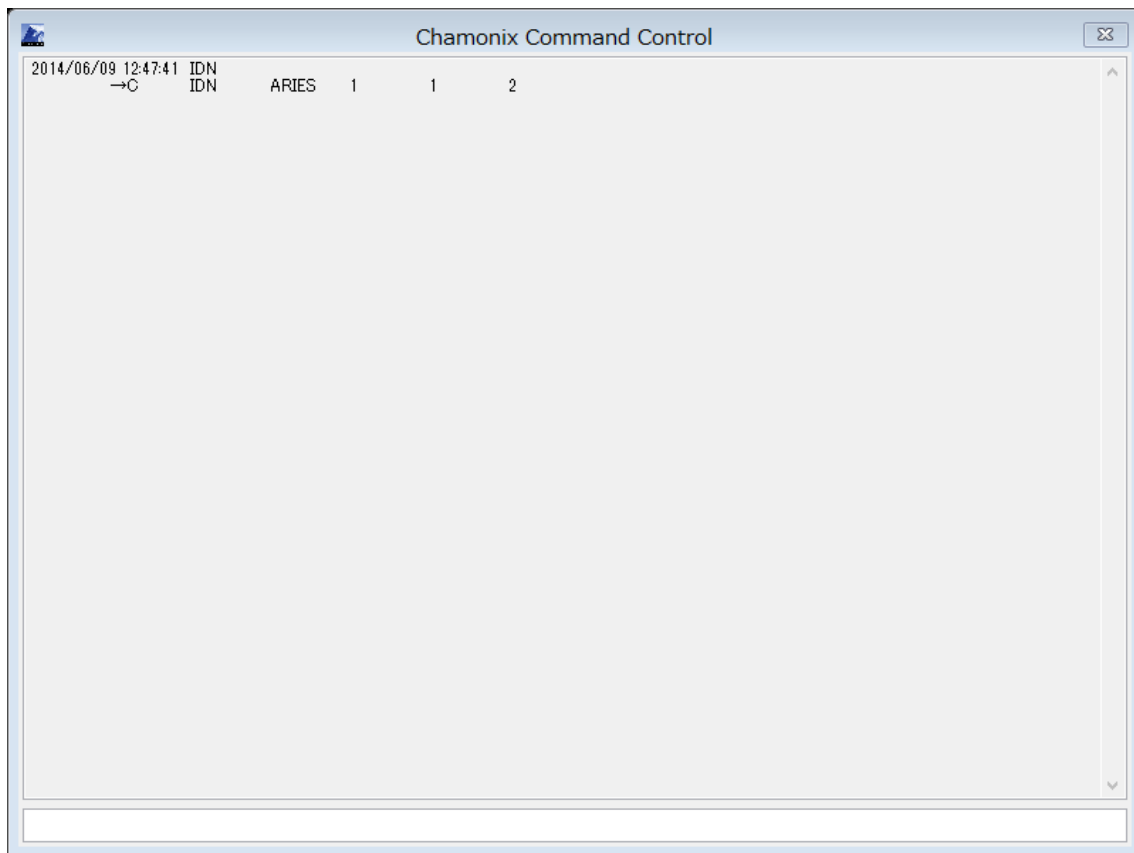 Chamonix Command Control
2014/06/09 12:47:41 IDN
→C IDN ARIES 1 1 2